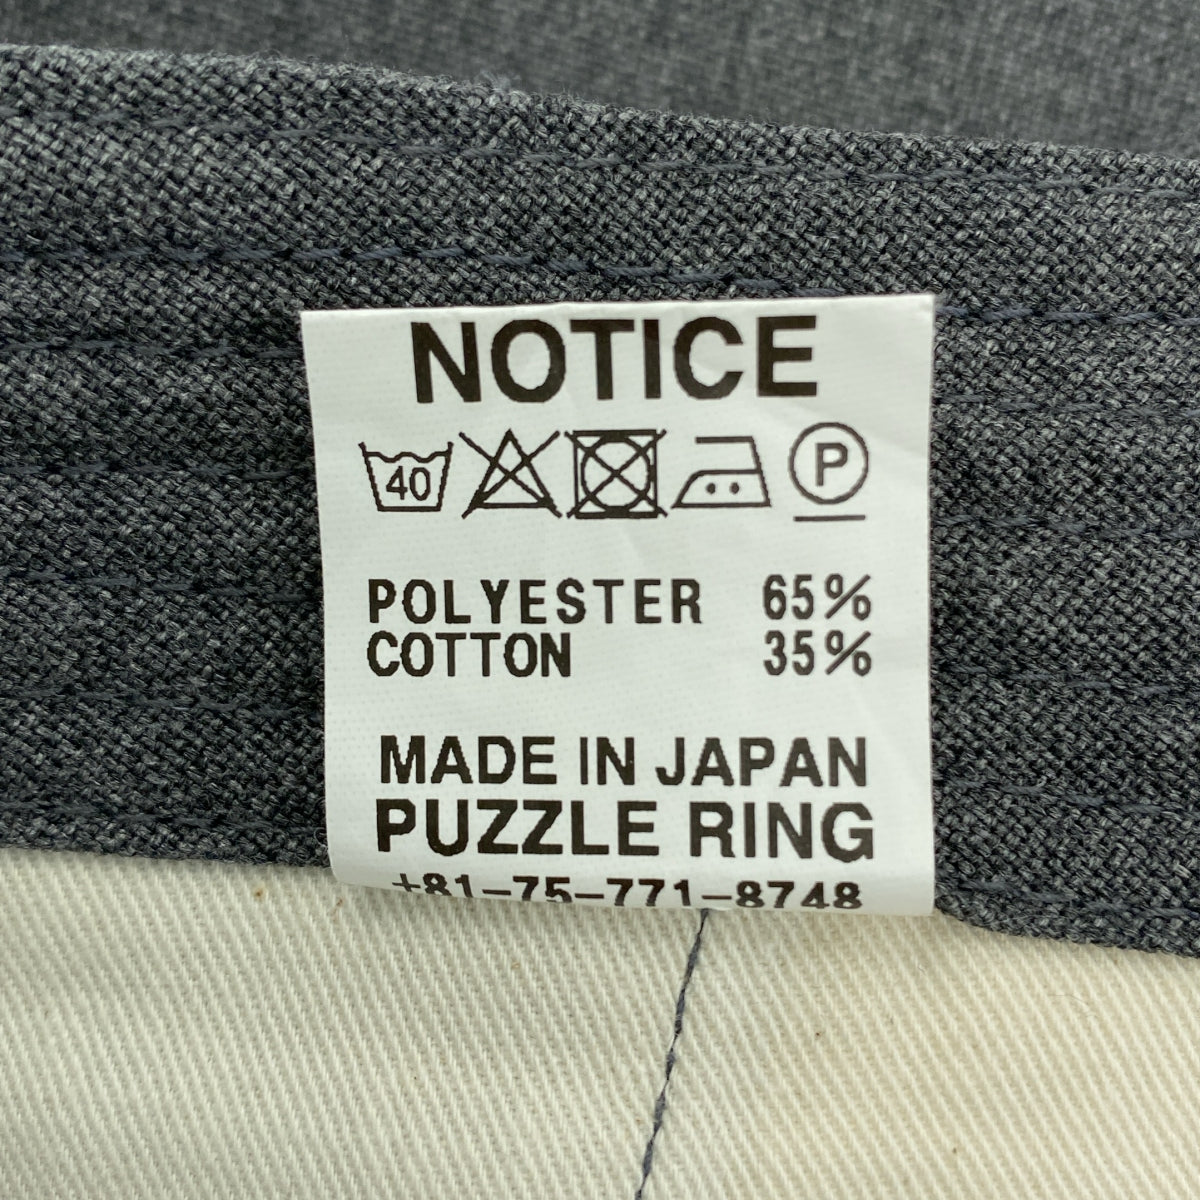 NOTICE
40 P
POLYESTER 65%
COTTON 35%
MADE IN JAPAN
PUZZLE RING
+81-75-771-8748